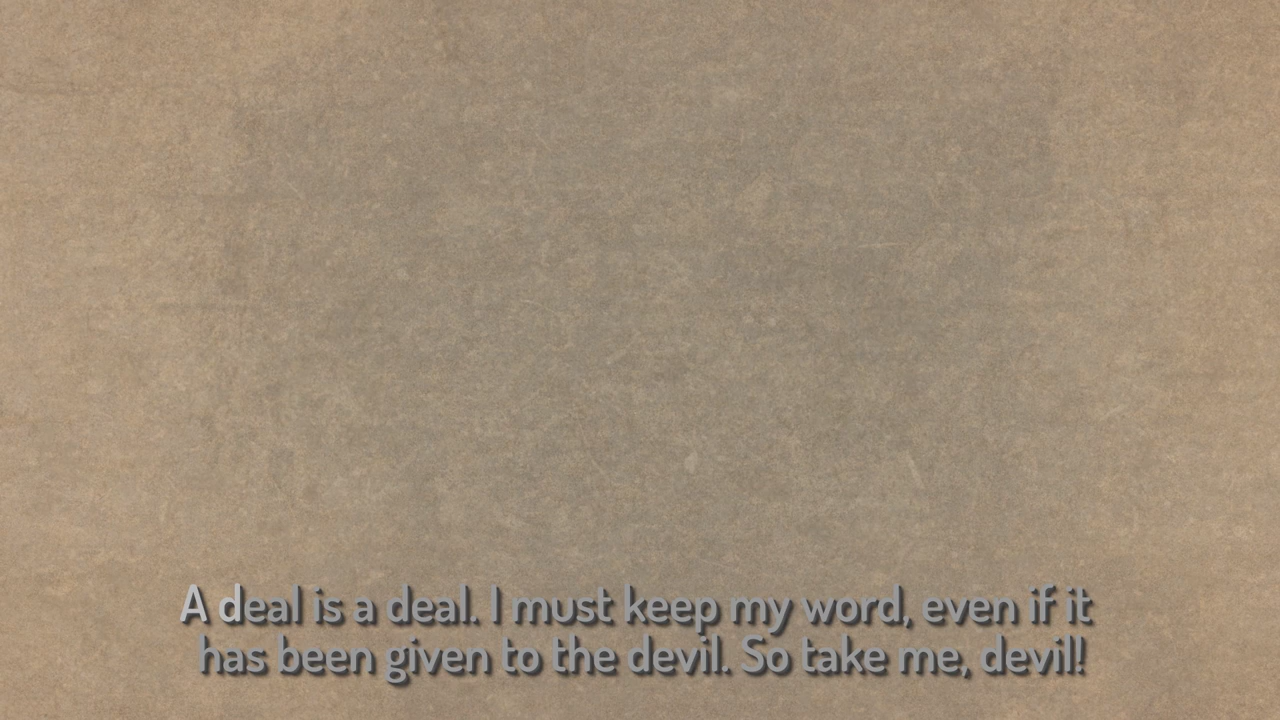 A deal is a deal. I must keep my word, even if it
has been given to the devil. So take me, devil!